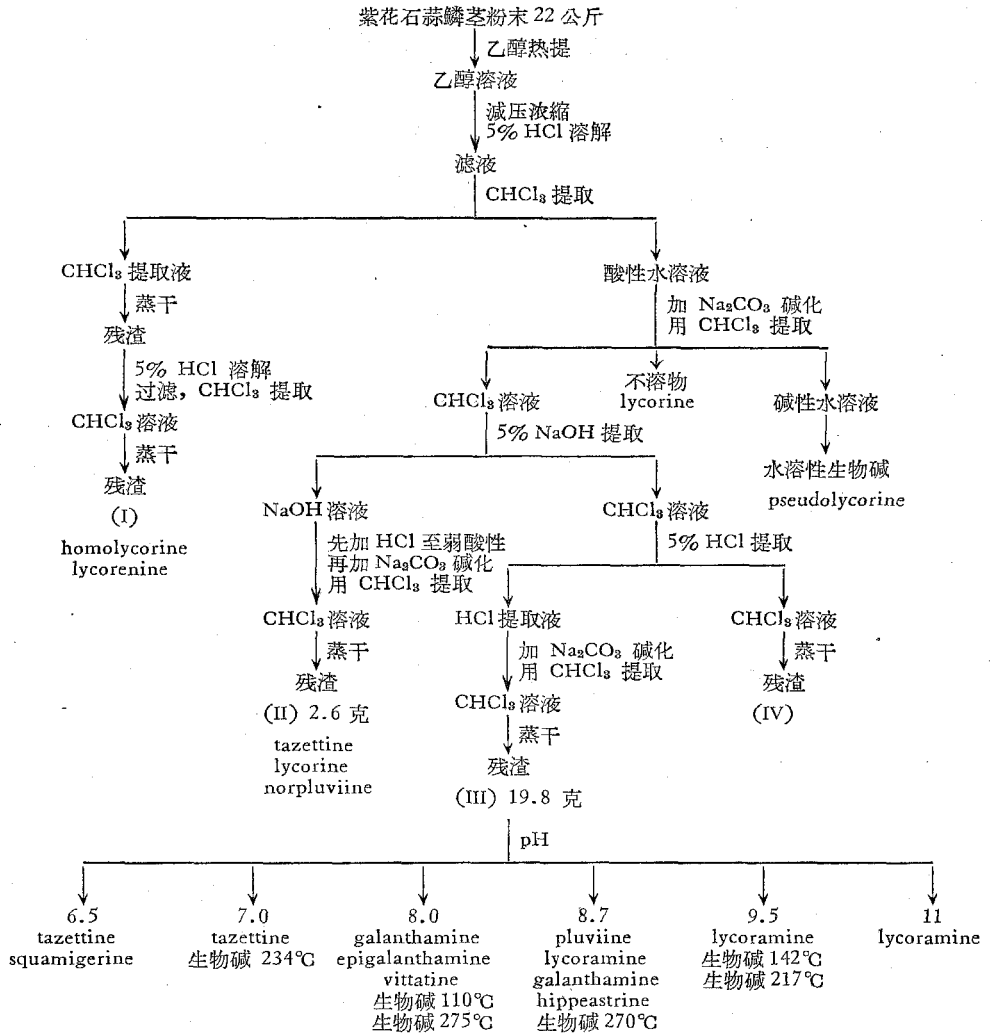 紫花石蒜鳞茎粉末 22 公斤
乙醇热提
乙醇溶液
减压浓缩
5% HCl 溶解
滤液
CHCl₃ 提取
CHCl₃ 提取液
酸性水溶液
蒸干
加 Na₂CO₃ 碱化
用 CHCl₃ 提取
残渣
5% HCl 溶解
过滤，CHCl₃ 提取
不溶物
lycorine
CHCl₃ 溶液
碱性水溶液
CHCl₃ 溶液
5% NaOH 提取
蒸干
水溶性生物碱
pseudolycorine
残渣
(I)
homolycorine
lycorenine
NaOH 溶液
CHCl₃ 溶液
先加 HCl 至弱酸性
再加 Na₂CO₃ 碱化
用 CHCl₃ 提取
5% HCl 提取
CHCl₃ 溶液
HCl 提取液
CHCl₃ 溶液
蒸干
加 Na₂CO₃ 碱化
用 CHCl₃ 提取
蒸干
残渣
(II) 2.6 克
tazettine
lycorine
norpluviine
CHCl₃ 溶液
残渣
(IV)
蒸干
残渣
(III) 19.8 克
pH
6.5
tazettine
squamigerine
7.0
tazettine
生物碱 234℃
8.0
galanthamine
epigalanthamine
vittatine
生物碱 110℃
生物碱 275℃
8.7
pluviine
lycoramine
galanthamine
hippeastrine
生物碱 270℃
9.5
lycoramine
生物碱 142℃
生物碱 217℃
11
lycoramine